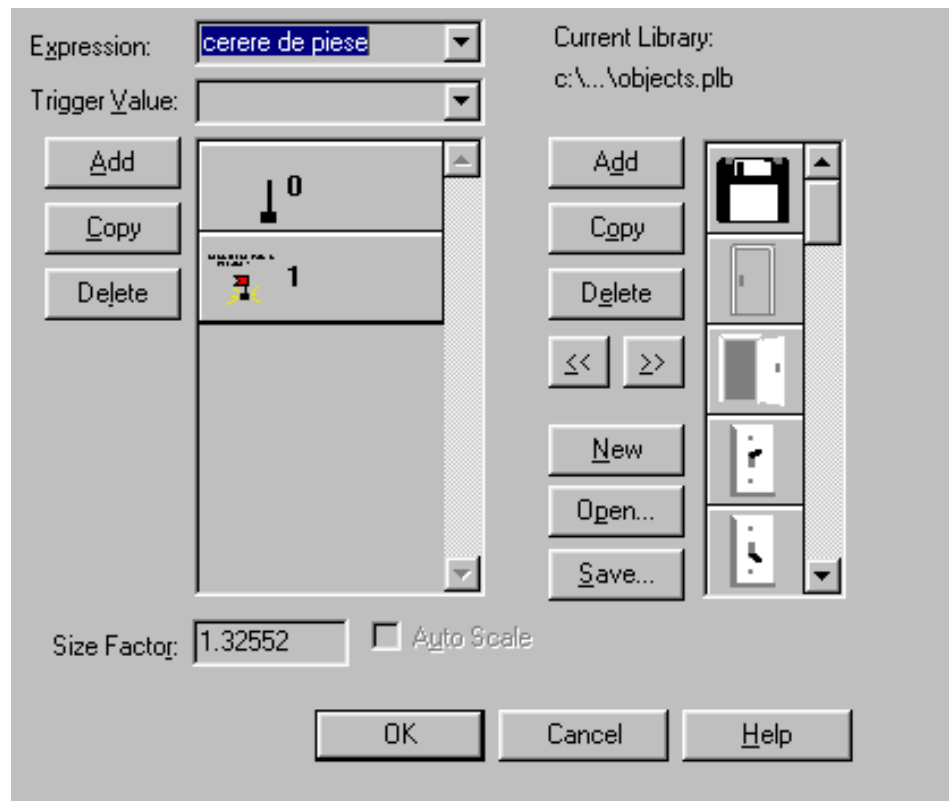 Expression: cerere de piese
Trigger Value:
Add
Copy
Delete
0
1
Size Factor: 1.32552
Auto Scale
Current Library:
c:\...\objects.plb
Add
Copy
Delete
<< >>
New
Open...
Save...
OK Cancel Help